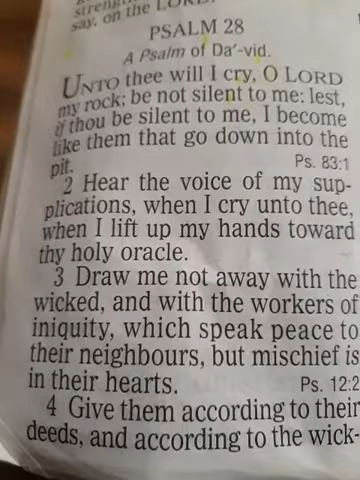 strength
say, on the LORD.
PSALM 28
A Psalm of Da′-vid.
UNTO thee will I cry, O LORD
my rock; be not silent to me: lest,
if thou be silent to me, I become
like them that go down into the
pit. Ps. 83:1
2 Hear the voice of my sup-
plications, when I cry unto thee,
when I lift up my hands toward
thy holy oracle.
3 Draw me not away with the
wicked, and with the workers of
iniquity, which speak peace to
their neighbours, but mischief is
in their hearts. Ps. 12:2
4 Give them according to their
deeds, and according to the wick-